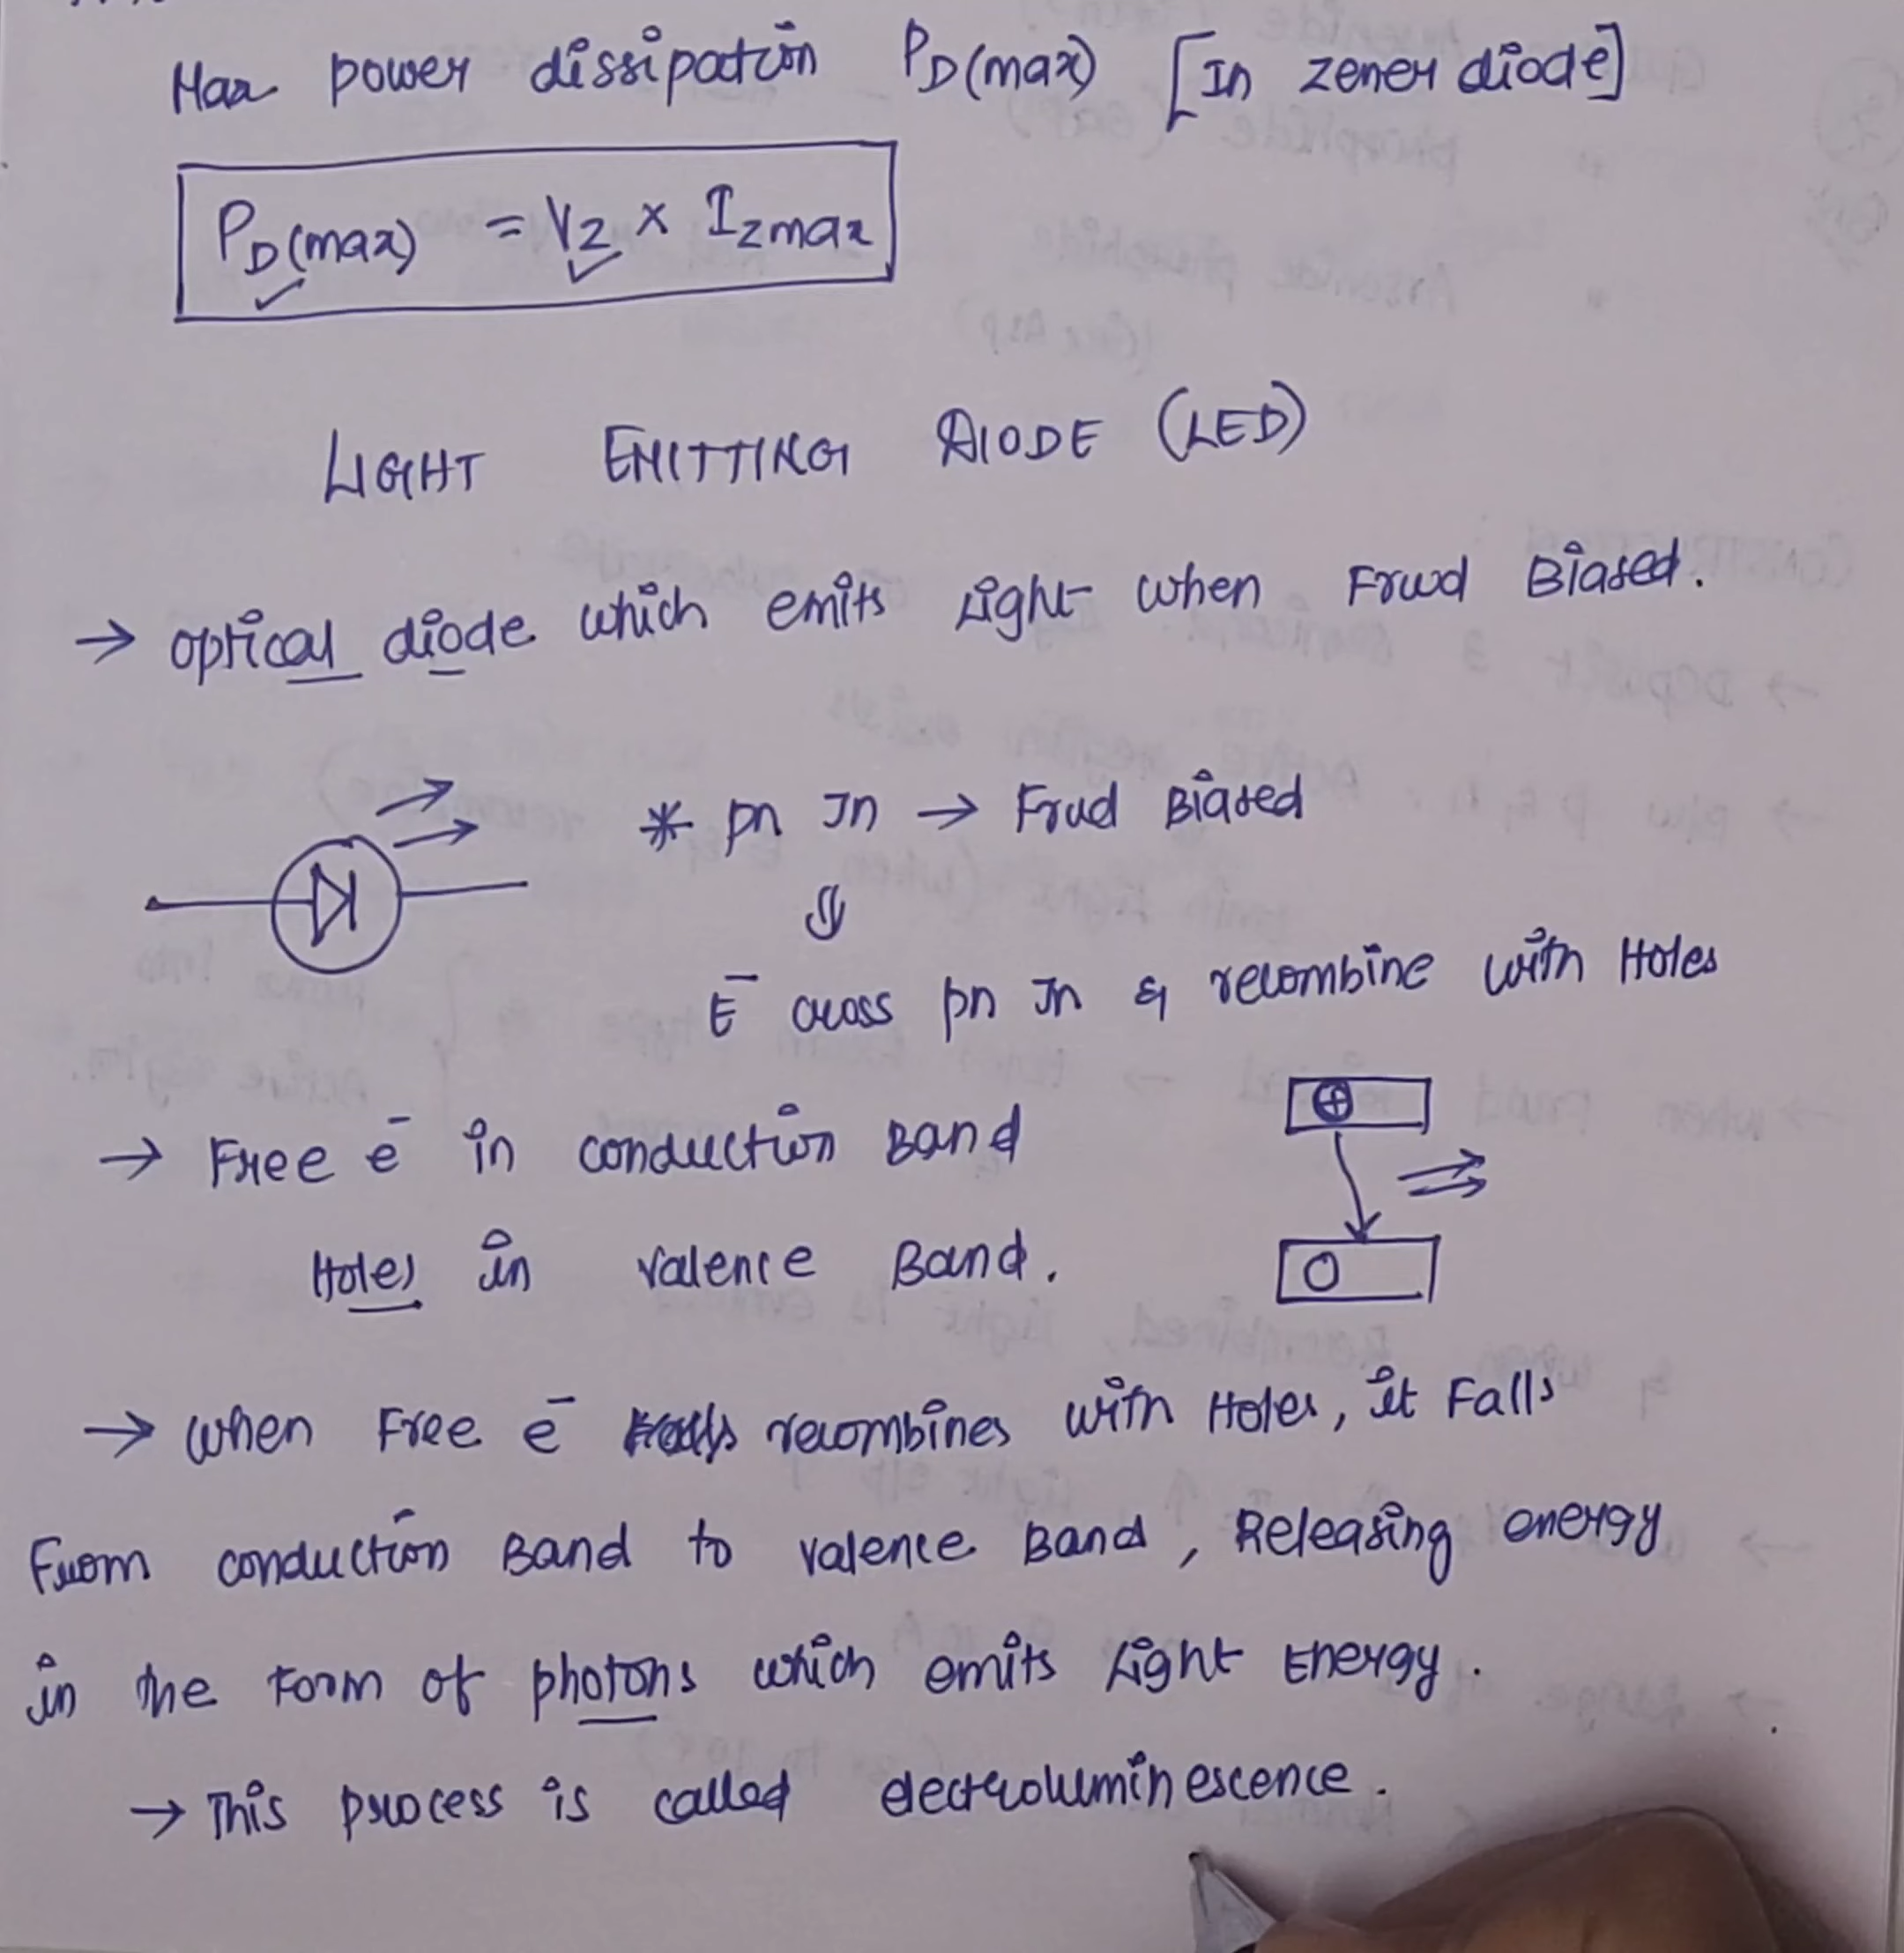 Max power dissipation PD(max) [In zener diode]
PD(max) = VZ × IZmax
LIGHT EMITTING DIODE (LED)
→ optical diode which emits Light when Frwd Biased.
* pn Jn → Frwd Biased
⇓
E⁻ cross pn Jn & recombine with Holes
→ Free e⁻ in conduction Band
Holes in valence Band.
→ when Free e⁻ recombines with Holes, it Falls
From conduction Band to valence Band, Releasing energy
in the Form of photons which emits Light Energy.
→ This process is called electroluminescence.